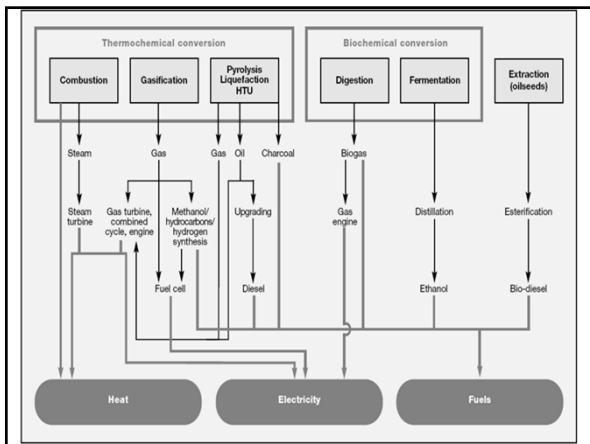 Thermochemical conversion
Biochemical conversion
Combustion
Gasification
Pyrolysis
Liquefaction
HTU
Digestion
Fermentation
Extraction
(oilseeds)
Steam
Gas
Gas
Oil
Charcoal
Biogas
Steam
turbine
Gas turbine,
combined
cycle, engine
Methanol/
hydrocarbons/
hydrogen
synthesis
Upgrading
Gas
engine
Distillation
Esterification
Fuel cell
Diesel
Ethanol
Bio-diesel
Heat
Electricity
Fuels